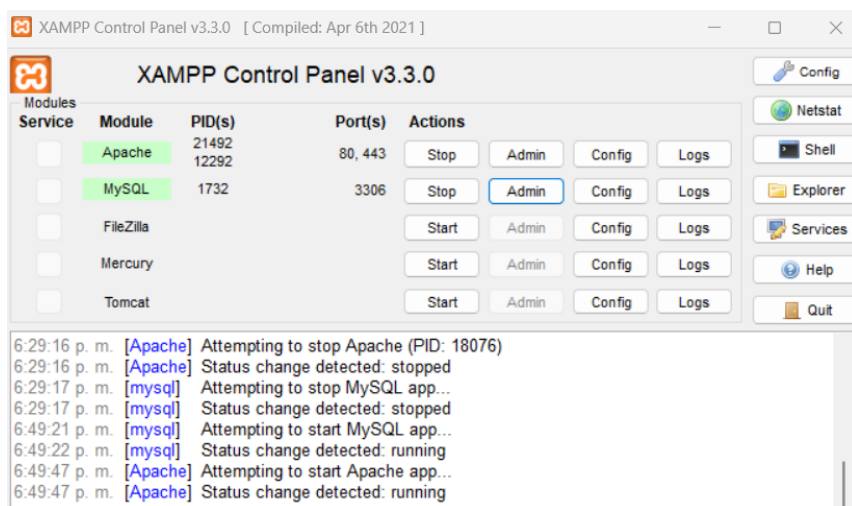 XAMPP Control Panel v3.3.0 [ Compiled: Apr 6th 2021 ]
XAMPP Control Panel v3.3.0
Config
Modules
Service Module PID(s) Port(s) Actions
Netstat
Apache 21492 12292 80, 443 Stop Admin Config Logs
Shell
MySQL 1732 3306 Stop Admin Config Logs
Explorer
FileZilla Start Admin Config Logs
Services
Mercury Start Admin Config Logs
Help
Tomcat Start Admin Config Logs
Quit
6:29:16 p. m. [Apache] Attempting to stop Apache (PID: 18076)
6:29:16 p. m. [Apache] Status change detected: stopped
6:29:17 p. m. [mysql] Attempting to stop MySQL app...
6:29:17 p. m. [mysql] Status change detected: stopped
6:49:21 p. m. [mysql] Attempting to start MySQL app...
6:49:22 p. m. [mysql] Status change detected: running
6:49:47 p. m. [Apache] Attempting to start Apache app...
6:49:47 p. m. [Apache] Status change detected: running